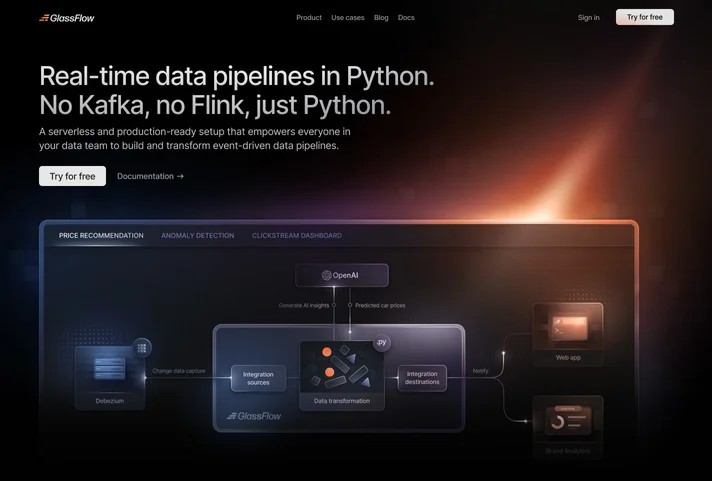 GlassFlow
Product Use cases Blog Docs
Sign in
Try for free
Real-time data pipelines in Python.
No Kafka, no Flink, just Python.
A serverless and production-ready setup that empowers everyone in
your data team to build and transform event-driven data pipelines.
Try for free
Documentation →
PRICE RECOMMENDATION
ANOMALY DETECTION
CLICKSTREAM DASHBOARD
OpenAI
Generate AI insights
Predicted car prices
.py
Change data capture
Integration
sources
Integration
destinations
Notify
Web app
Debezium
Data transformation
GlassFlow
BI and Analytics